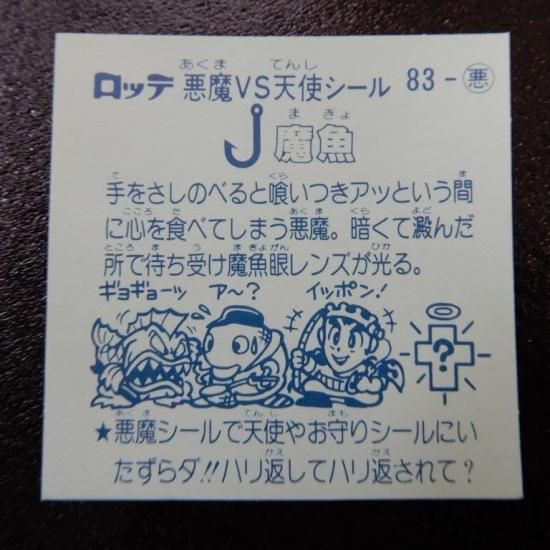 ロッテ 悪魔VS天使シール 83-悪
魔魚
手をさしのべると喰いつきアッという間
に心を食べてしまう悪魔。暗くて澱んだ
所で待ち受け魔魚眼レンズが光る。
ギョギョーッ ア〜? イッポン!
?
★悪魔シールで天使やお守りシールにい
たずらダ!!ハリ返してハリ返されて?